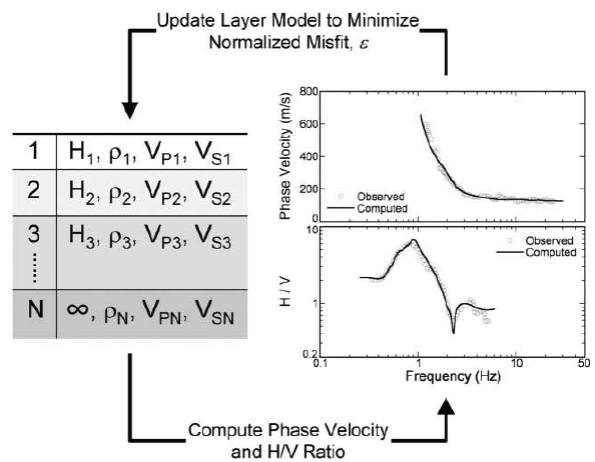 Update Layer Model to Minimize
Normalized Misfit, ε
1 H₁, ρ₁, V_P1, V_S1
2 H₂, ρ₂, V_P2, V_S2
3 H₃, ρ₃, V_P3, V_S3
......
N ∞, ρ_N, V_PN, V_SN
Phase Velocity (m/s)
800
600
400
200
0
Observed
Computed
H / V
10
1
0.2
Observed
Computed
0.1 1 10 50
Frequency (Hz)
Compute Phase Velocity
and H/V Ratio